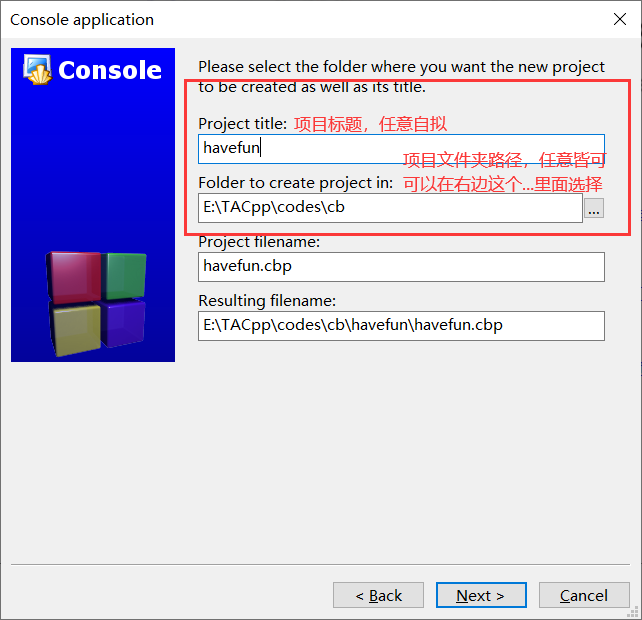 Console application
Console
Please select the folder where you want the new project
to be created as well as its title.
Project title: 项目标题，任意自拟
havefun
项目文件夹路径，任意皆可
Folder to create project in: 可以在右边这个...里面选择
E:\TACpp\codes\cb
...
Project filename:
havefun.cbp
Resulting filename:
E:\TACpp\codes\cb\havefun\havefun.cbp
< Back
Next >
Cancel